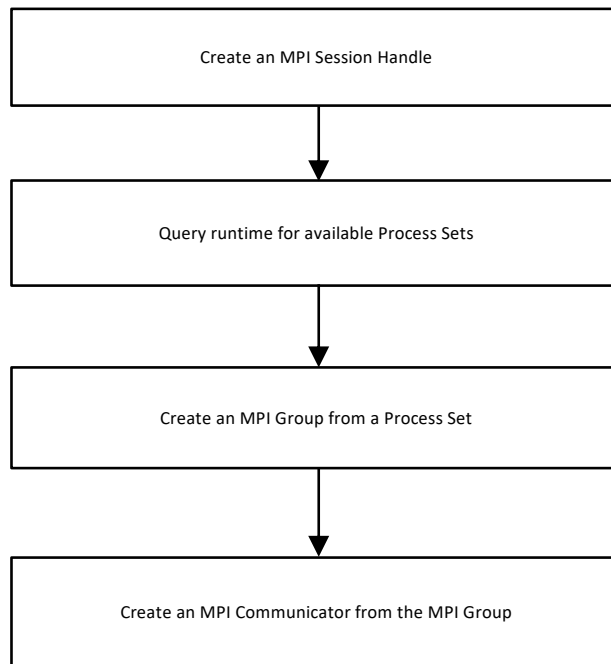 Create an MPI Session Handle
Query runtime for available Process Sets
Create an MPI Group from a Process Set
Create an MPI Communicator from the MPI Group